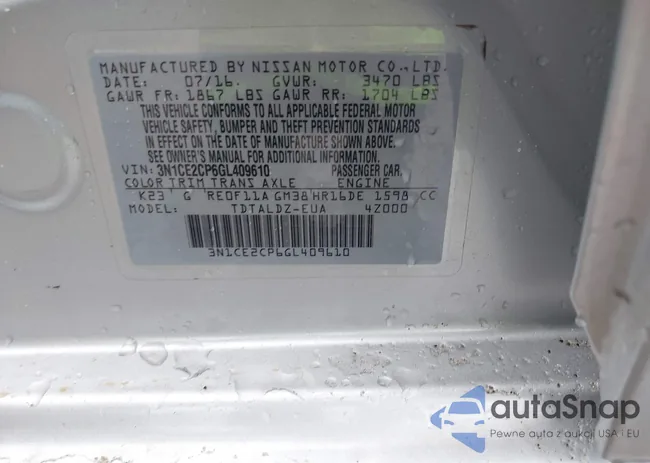 MANUFACTURED BY NISSAN MOTOR CO.,LTD.
DATE: 07/16. GVWR: 3470 LBS
GAWR FR: 1867 LBS GAWR RR: 1704 LBS
THIS VEHICLE CONFORMS TO ALL APPLICABLE FEDERAL MOTOR
VEHICLE SAFETY, BUMPER AND THEFT PREVENTION STANDARDS
IN EFFECT ON THE DATE OF MANUFACTURE SHOWN ABOVE.
SEE OWNER'S MANUAL FOR ADDITIONAL INFORMATION.
VIN: 3N1CE2CP6GL409610 PASSENGER CAR.
COLOR TRIM TRANS AXLE ENGINE
K23 G RE0F11A GM38 HR16DE 1598 CC
MODEL: TDTALDZ-EUA 4Z000
3N1CE2CP6GL409610
autaSnap
Pewne auta z aukcji USA i EU